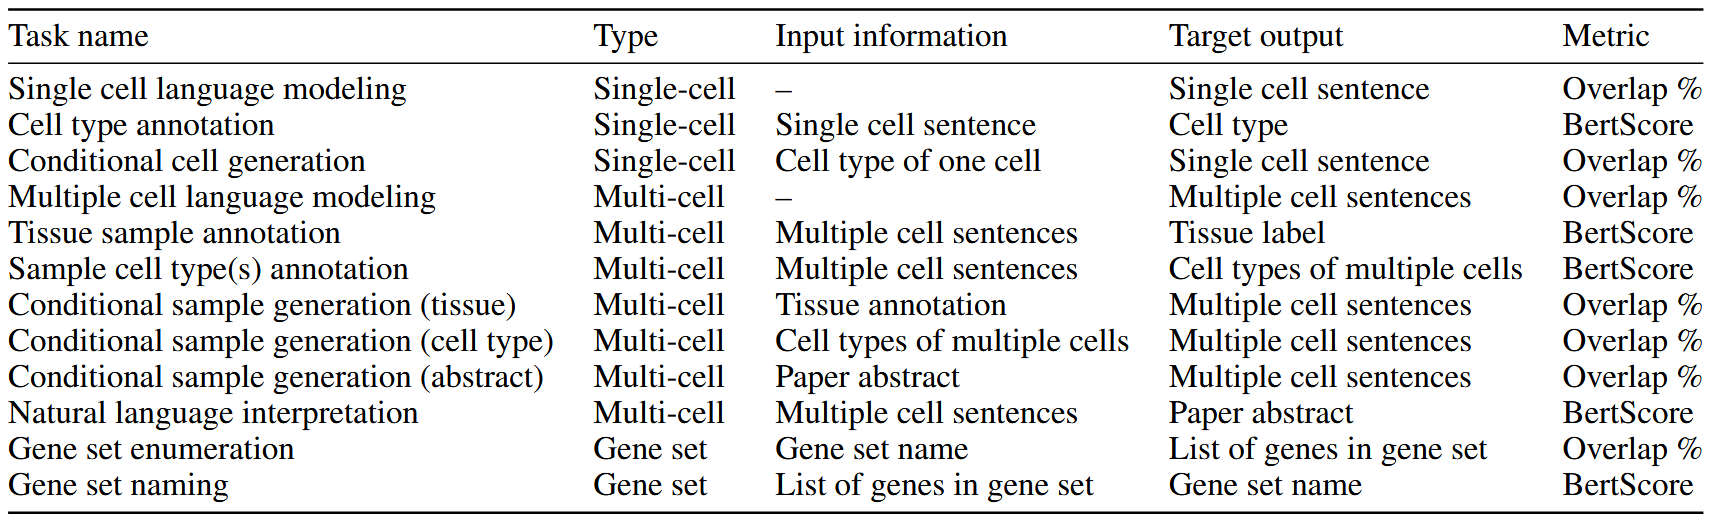 Task name Type Input information Target output Metric
Single cell language modeling Single-cell – Single cell sentence Overlap %
Cell type annotation Single-cell Single cell sentence Cell type BertScore
Conditional cell generation Single-cell Cell type of one cell Single cell sentence Overlap %
Multiple cell language modeling Multi-cell – Multiple cell sentences Overlap %
Tissue sample annotation Multi-cell Multiple cell sentences Tissue label BertScore
Sample cell type(s) annotation Multi-cell Multiple cell sentences Cell types of multiple cells BertScore
Conditional sample generation (tissue) Multi-cell Tissue annotation Multiple cell sentences Overlap %
Conditional sample generation (cell type) Multi-cell Cell types of multiple cells Multiple cell sentences Overlap %
Conditional sample generation (abstract) Multi-cell Paper abstract Multiple cell sentences Overlap %
Natural language interpretation Multi-cell Multiple cell sentences Paper abstract BertScore
Gene set enumeration Gene set Gene set name List of genes in gene set Overlap %
Gene set naming Gene set List of genes in gene set Gene set name BertScore